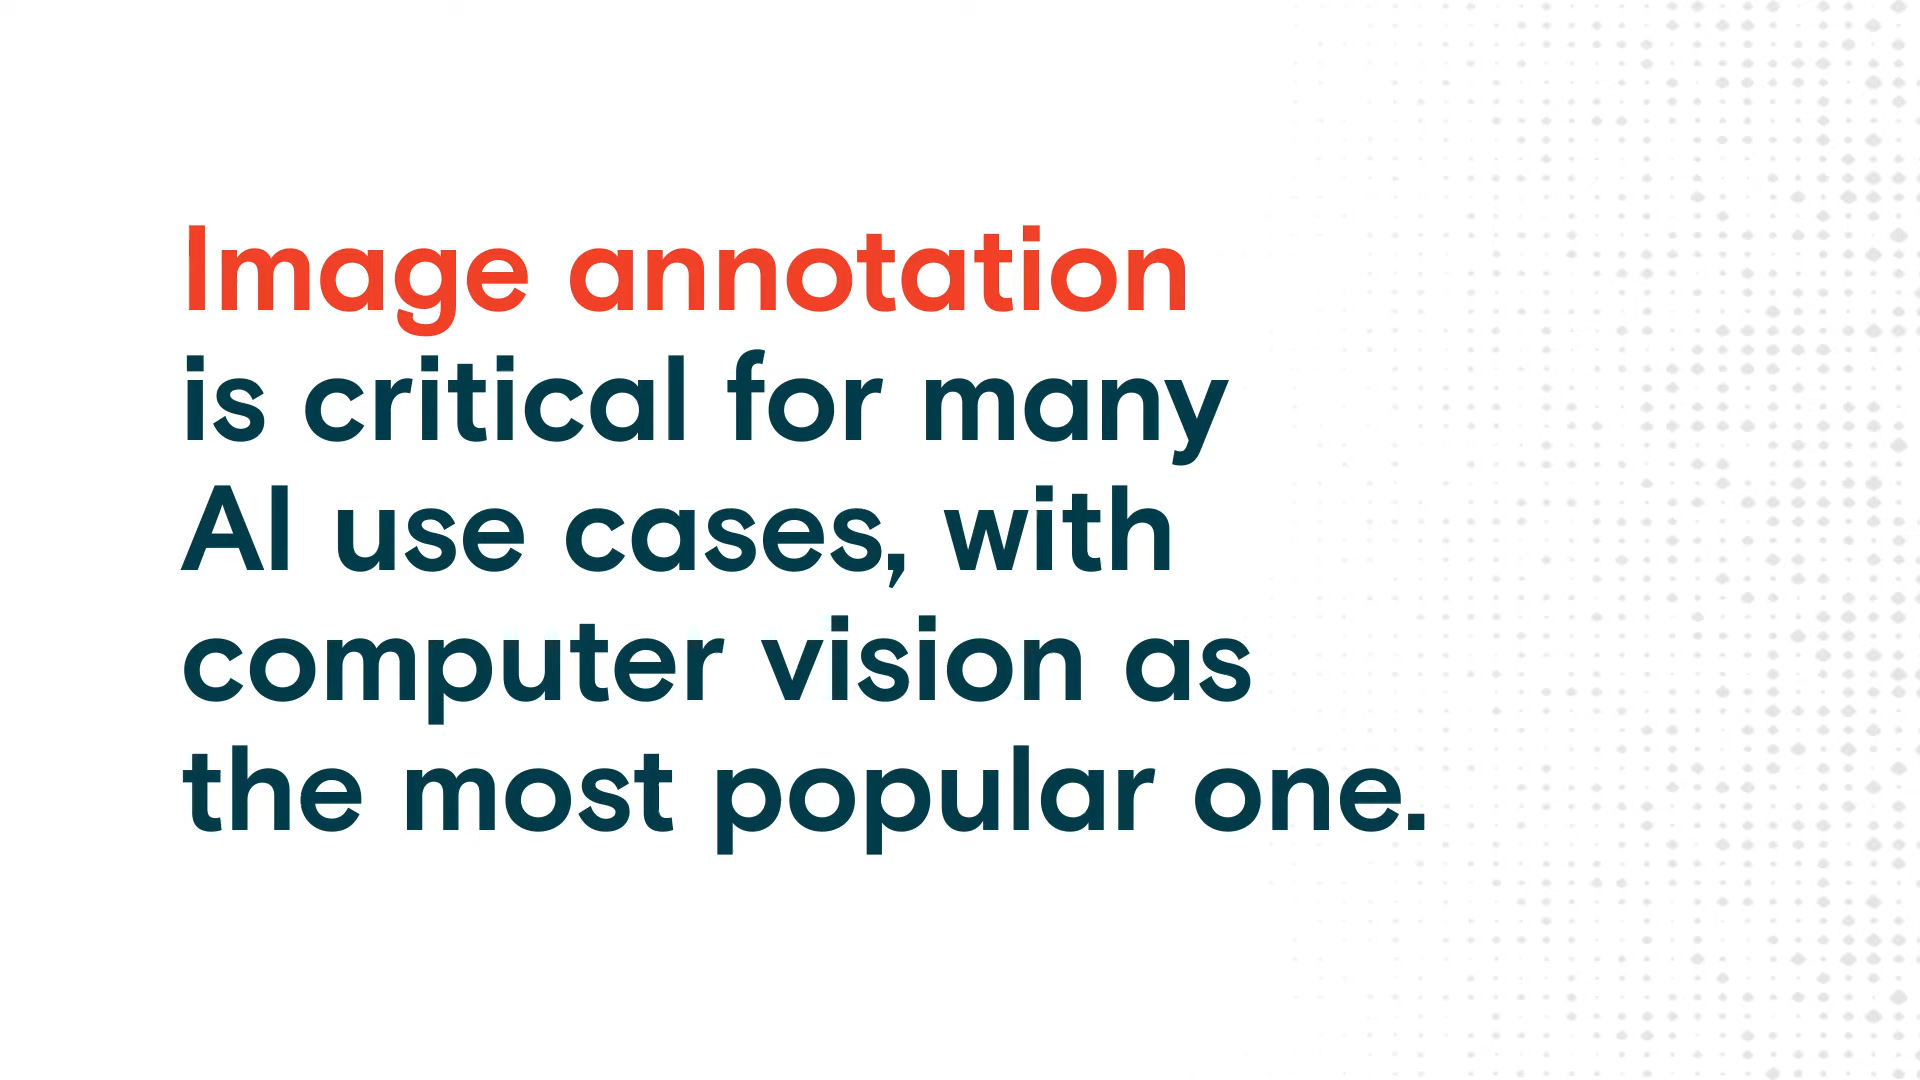 Image annotation
is critical for many
AI use cases, with
computer vision as
the most popular one.